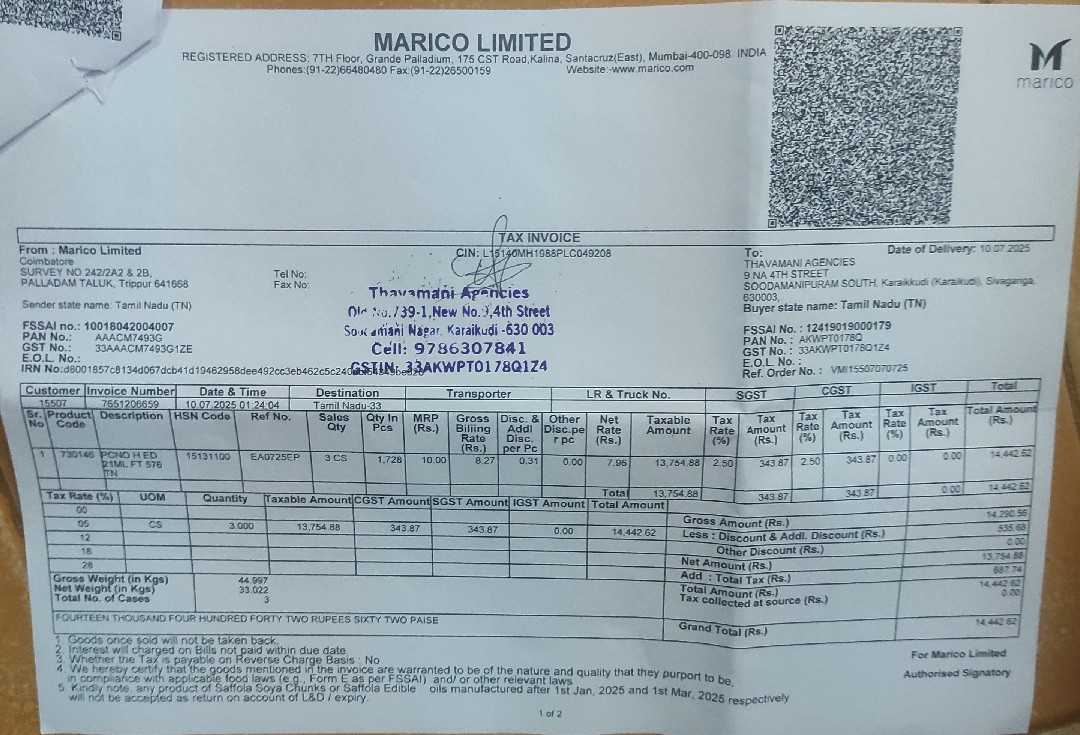 MARICO LIMITED
REGISTERED ADDRESS: 7TH Floor, Grande Palladium, 175 CST Road,Kalina, Santacruz(East), Mumbai-400-098 INDIA
Phones:(91-22)66480480 Fax:(91-22)26500159 Website:-www.marico.com
marico
TAX INVOICE
From : Marico Limited
Coimbatore
SURVEY NO 242/2A2 & 2B,
PALLADAM TALUK, Trippur 641668
Sender state name: Tamil Nadu (TN)
FSSAI no.: 10018042004007
PAN No.: AAACM7493G
GST No.: 33AAACM7493G1ZE
E.O.L. No.:
IRN No:
Tel No:
Fax No:
CIN: L15140MH1988PLC049208
Thavamani Agencies
Old No./39-1,New No.9,4th Street
Nagar, Karaikudi -630 003
Cell: 9786307841
GSTIN: 33AKWPT0178Q1Z4
To: Date of Delivery: 10.07.2025
THAVAMANI AGENCIES
9 NA 4TH STREET
SOODAMANIPURAM SOUTH, Karaikkudi (Karaikudi), Sivaganga,
630003,
Buyer state name: Tamil Nadu (TN)
FSSAI No. : 12419019000179
PAN No. : AKWPT0178Q
GST No. : 33AKWPT0178Q1Z4
E.O.L No. :
Ref. Order No. : VMI15507070725
Customer Invoice Number Date & Time Destination Transporter LR & Truck No. SGST CGST IGST Total
15507 7651206659 10.07.2025 01:24:04 Tamil Nadu-33
Sr. No Product Code Description HSN Code Ref No. Sales Qty Qty In Pcs MRP (Rs.) Gross Billing Rate (Rs.) Disc. & Addl Disc. per Pc Other Disc.pe r pc Net Rate (Rs.) Taxable Amount Tax Rate (%) Tax Amount (Rs.) Tax Rate (%) Tax Amount (Rs.) Tax Rate (%) Tax Amount (Rs.) Total Amount (Rs.)
1 730146 PCNO H ED 21ML FT 576 TN 15131100 EA0725EP 3 CS 1,728 10.00 8.27 0.31 0.00 7.96 13,754.88 2.50 343.87 2.50 343.87 0.00 0.00 14,442.62
Total 13,754.88 343.87 343.87 0.00 14,442.62
Tax Rate (%) UOM Quantity Taxable Amount CGST Amount SGST Amount IGST Amount Total Amount
00
05 CS 3.000 13,754.88 343.87 343.87 0.00 14,442.62
12
18
28
Gross Amount (Rs.) 14,290.56
Less : Discount & Addl. Discount (Rs.) 535.68
Other Discount (Rs.) 0.00
Net Amount (Rs.) 13,754.88
Add : Total Tax (Rs.) 687.74
Total Amount (Rs.) 14,442.62
Tax collected at source (Rs.) 0.00
Grand Total (Rs.) 14,442.62
Gross Weight (in Kgs) 44.997
Net Weight (in Kgs) 33.022
Total No. of Cases 3
FOURTEEN THOUSAND FOUR HUNDRED FORTY TWO RUPEES SIXTY TWO PAISE
1. Goods once sold will not be taken back.
2. Interest will charged on Bills not paid within due date.
3. Whether the Tax is payable on Reverse Charge Basis : No
4. We hereby certify that the goods mentioned in the invoice are warranted to be of the nature and quality that they purport to be,
in compliance with applicable food laws (e.g., Form E as per FSSAI) and/ or other relevant laws
5. Kindly note, any product of Saffola Soya Chunks or Saffola Edible oils manufactured after 1st Jan, 2025 and 1st Mar, 2025 respectively
will not be accepted as return on account of L&D / expiry.
For Marico Limited
Authorised Signatory
1 of 2